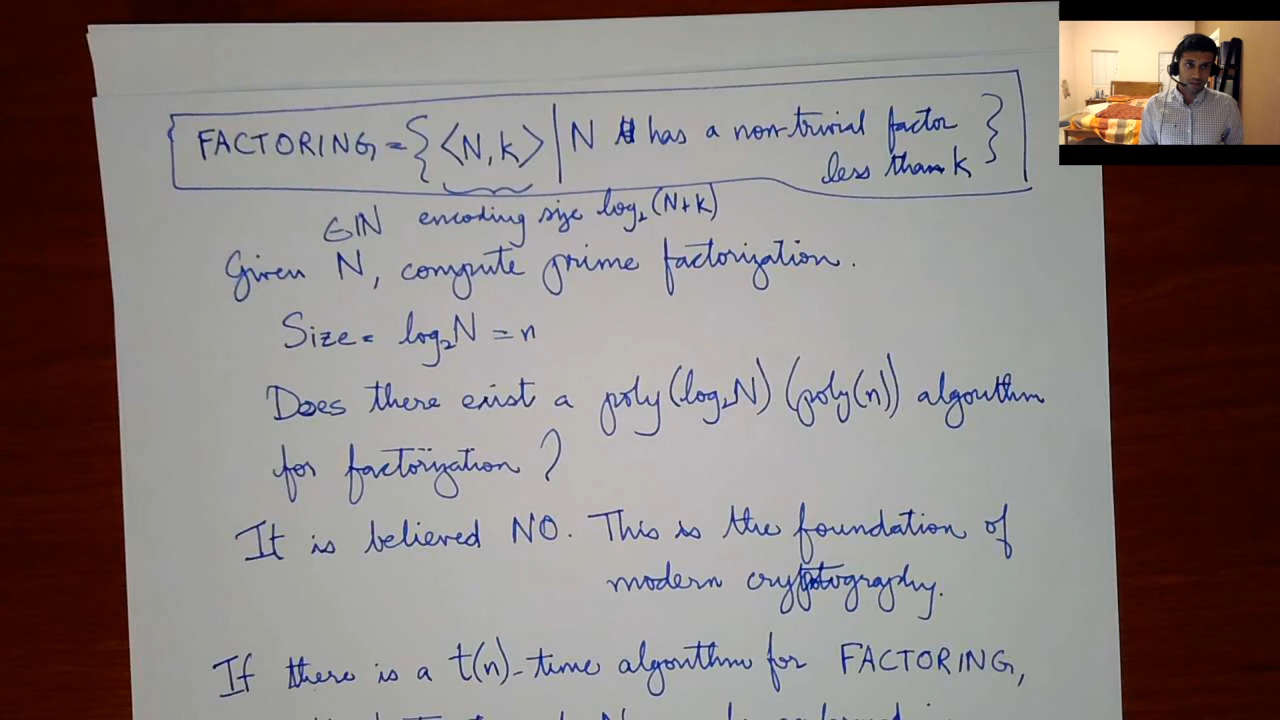 FACTORING = { ⟨N, k⟩ | N has a non-trivial factor
less than k }
∈ ℕ encoding size log₂(N+k)
Given N, compute prime factorization.
Size = log₂N = n
Does there exist a poly(log₂N) (poly(n)) algorithm
for factorization ?
It is believed NO. This is the foundation of
modern cryptography.
If there is a t(n)-time algorithm for FACTORING,